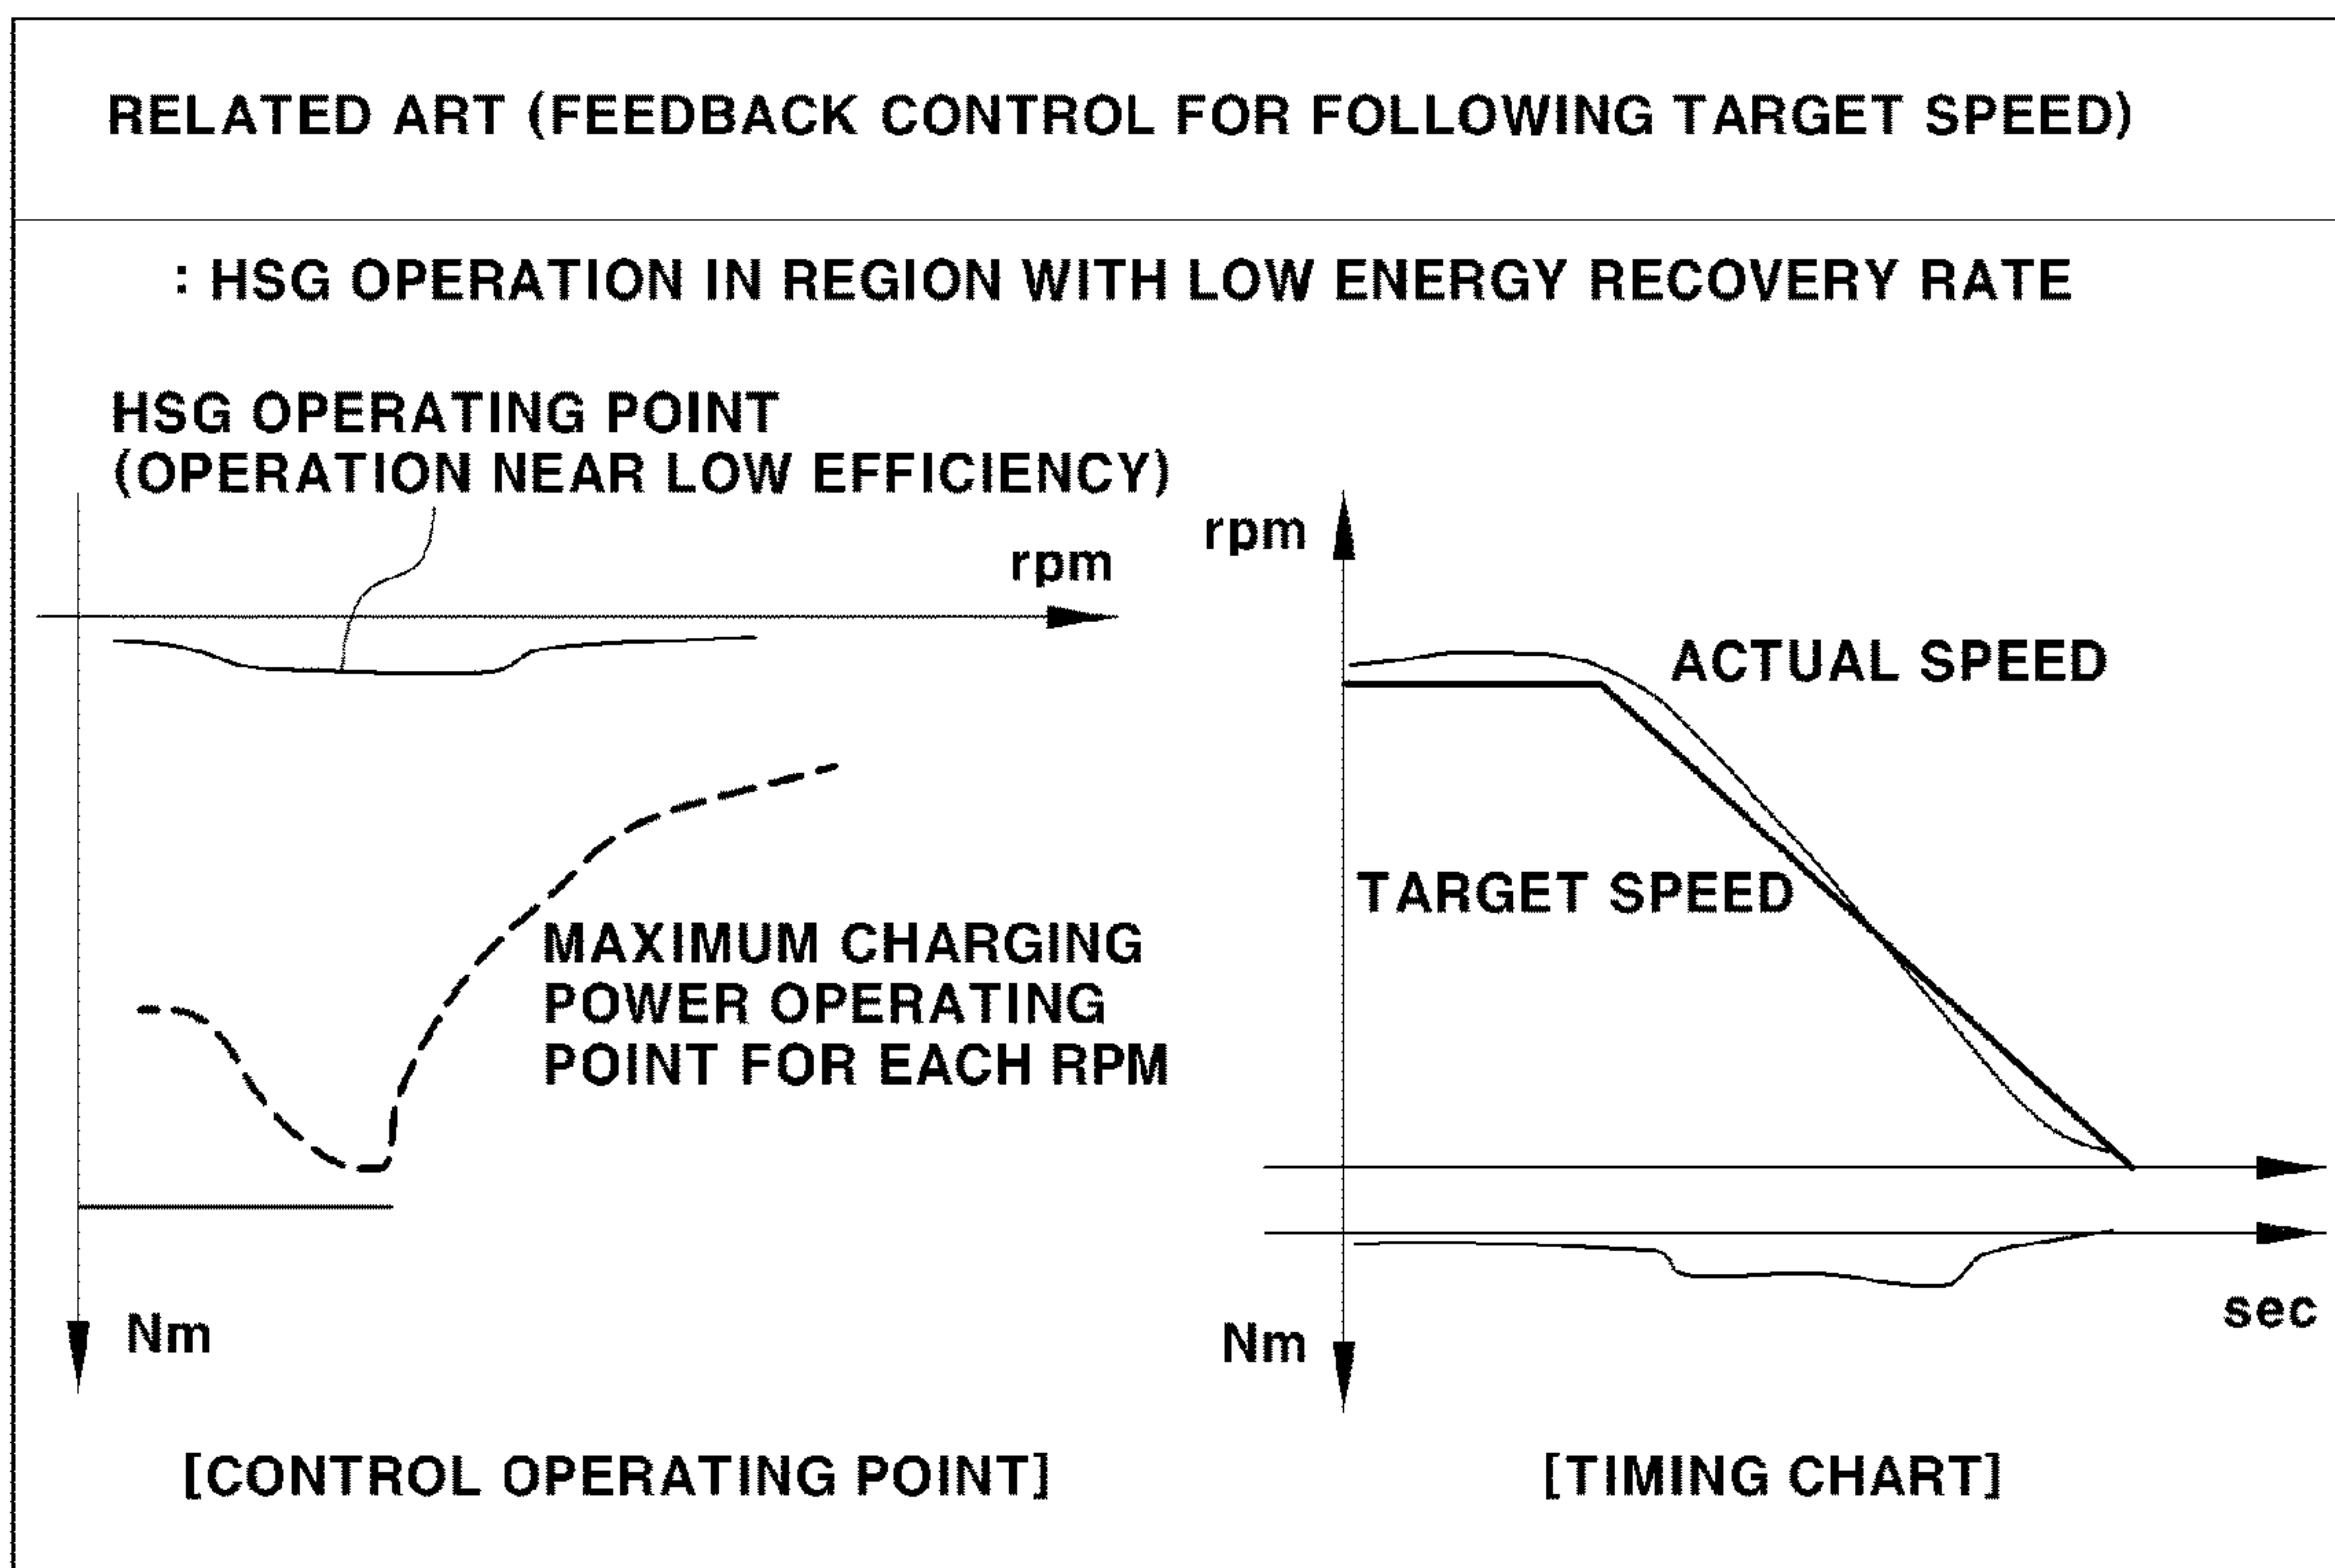 RELATED ART (FEEDBACK CONTROL FOR FOLLOWING TARGET SPEED)
: HSG OPERATION IN REGION WITH LOW ENERGY RECOVERY RATE
HSG OPERATING POINT
(OPERATION NEAR LOW EFFICIENCY)
rpm
MAXIMUM CHARGING
POWER OPERATING
POINT FOR EACH RPM
Nm
[CONTROL OPERATING POINT]
rpm
ACTUAL SPEED
TARGET SPEED
sec
Nm
[TIMING CHART]